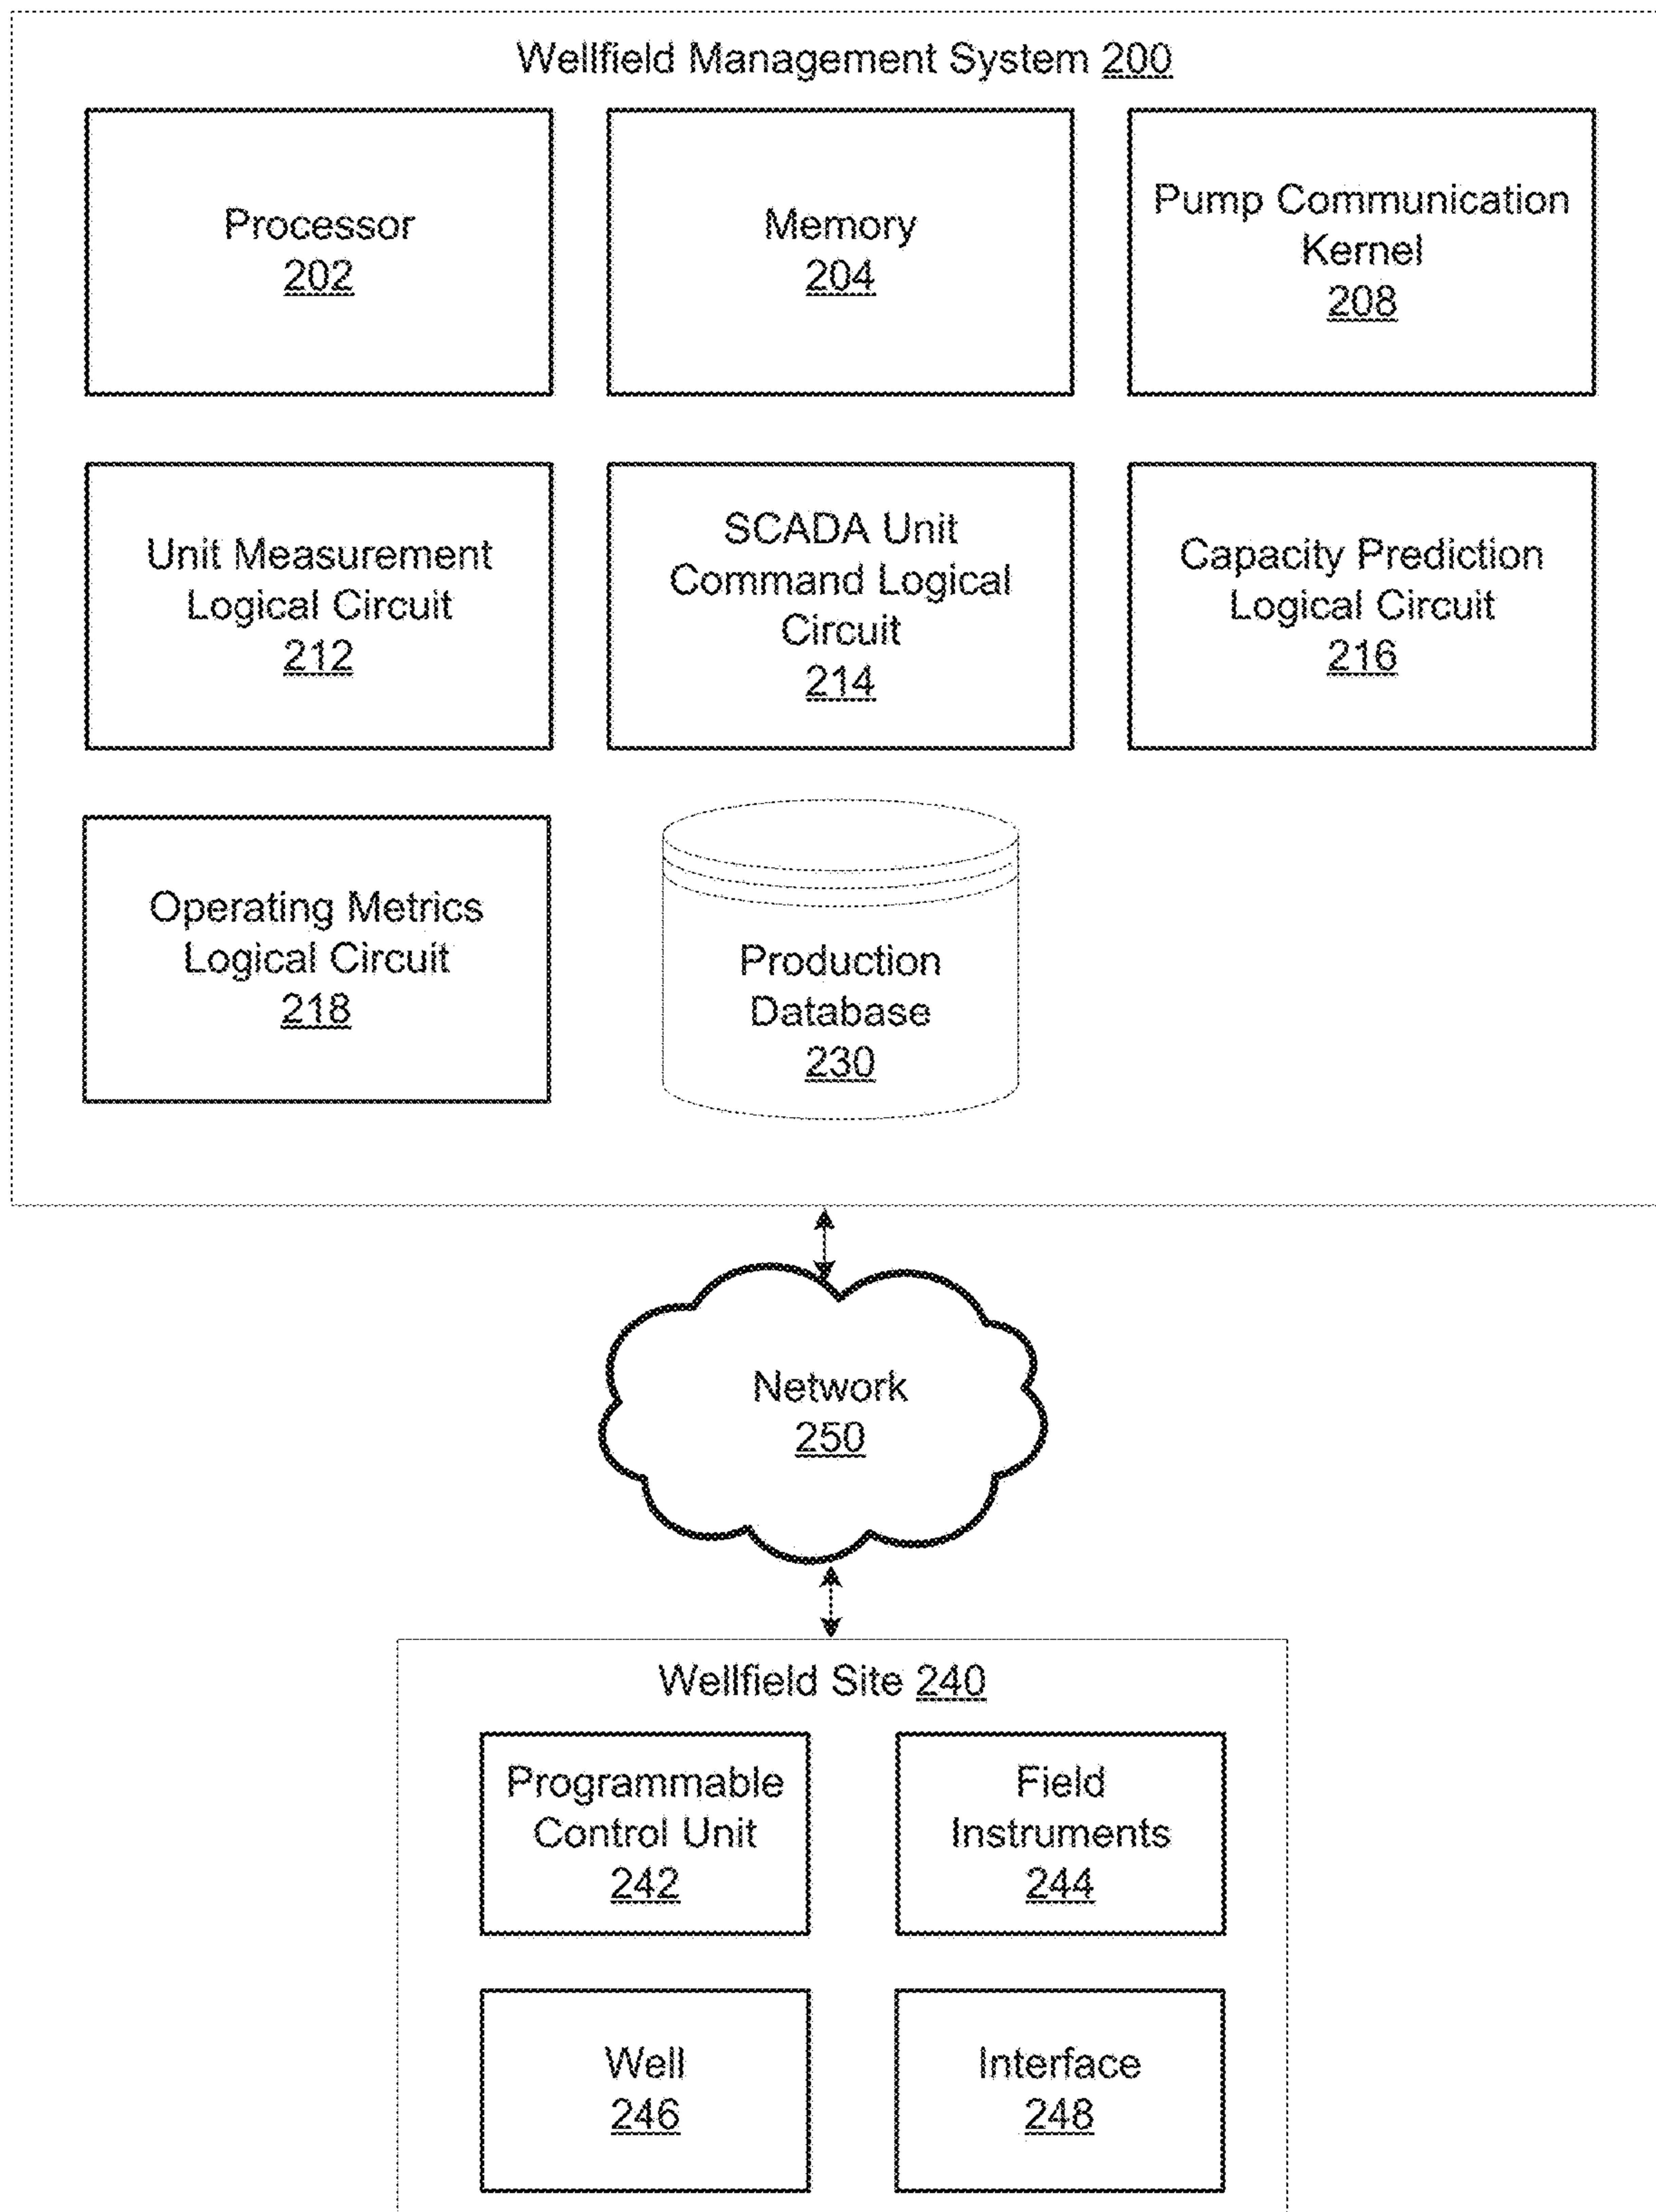 Wellfield Management System 200
Processor
202
Memory
204
Pump Communication
Kernel
208
Unit Measurement
Logical Circuit
212
SCADA Unit
Command Logical
Circuit
214
Capacity Prediction
Logical Circuit
216
Operating Metrics
Logical Circuit
218
Production
Database
230
Network
250
Wellfield Site 240
Programmable
Control Unit
242
Field
Instruments
244
Well
246
Interface
248